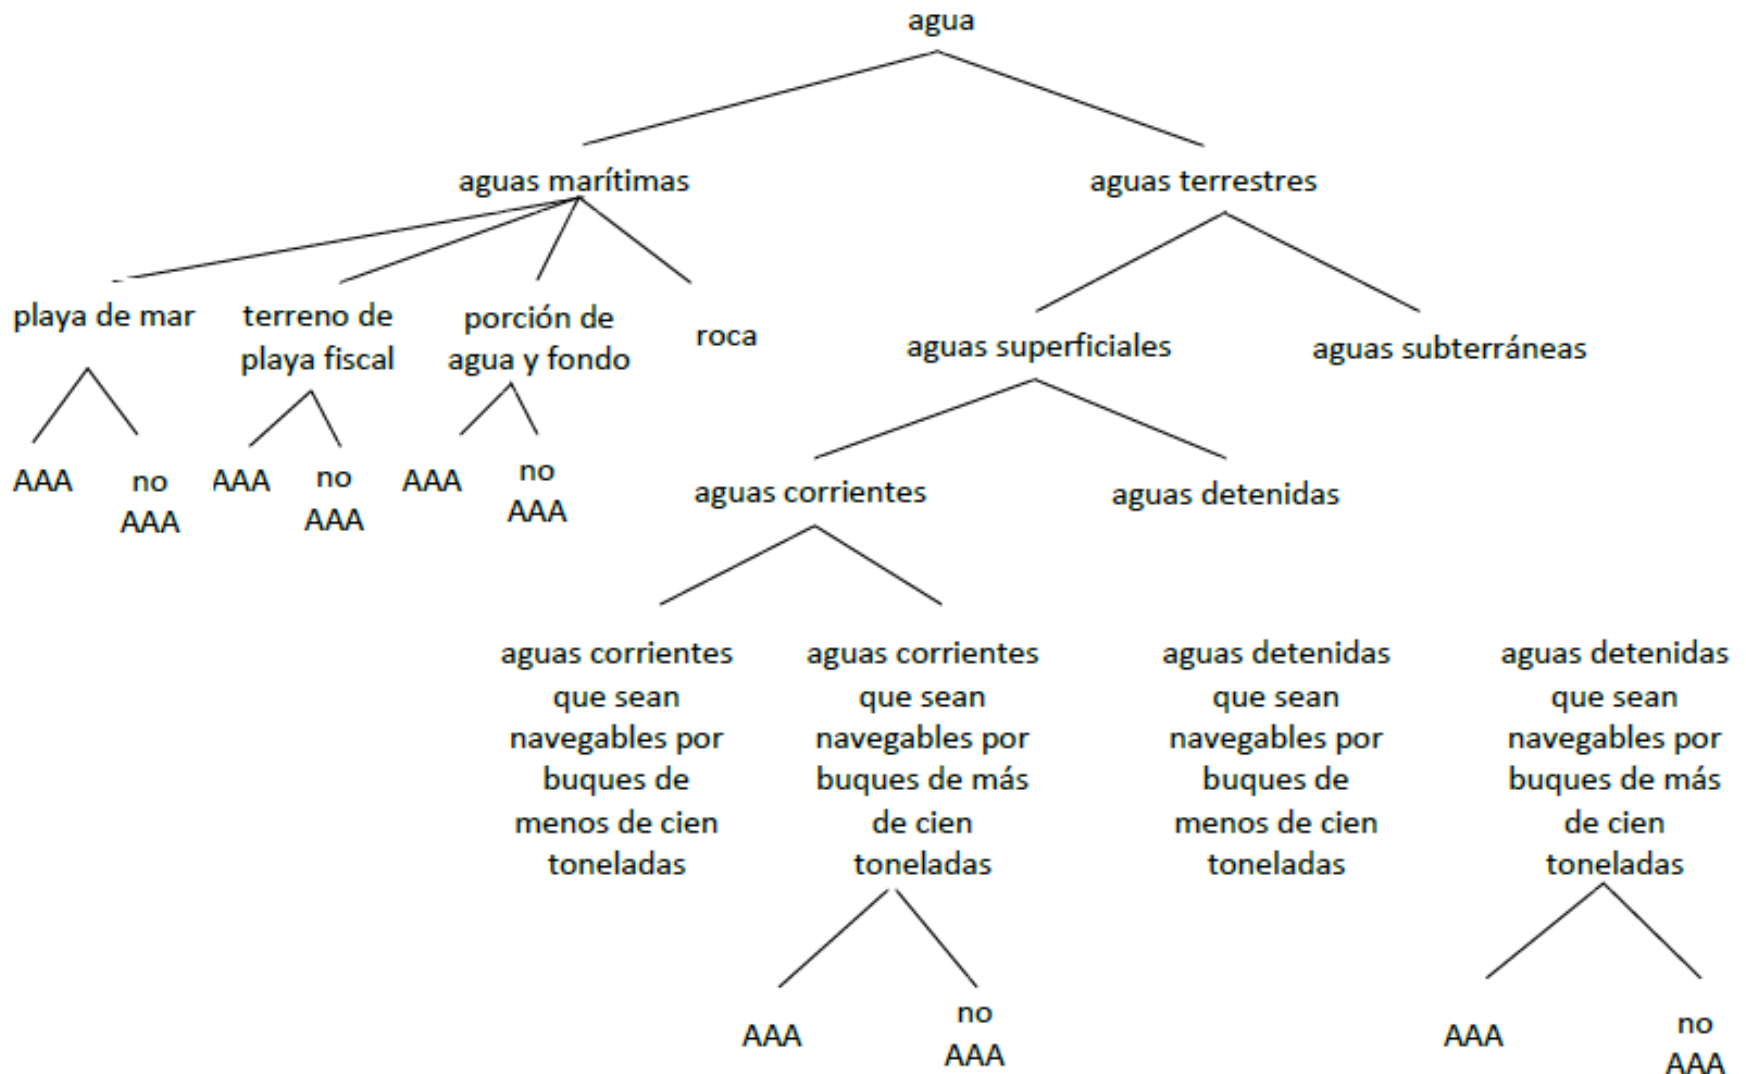 agua
aguas marítimas
aguas terrestres
playa de mar
terreno de
playa fiscal
porción de
agua y fondo
roca
aguas superficiales
aguas subterráneas
AAA
no
AAA
AAA
no
AAA
AAA
no
AAA
aguas corrientes
aguas detenidas
aguas corrientes
que sean
navegables por
buques de
menos de cien
toneladas
aguas corrientes
que sean
navegables por
buques de más
de cien
toneladas
aguas detenidas
que sean
navegables por
buques de
menos de cien
toneladas
aguas detenidas
que sean
navegables por
buques de más
de cien
toneladas
AAA
no
AAA
AAA
no
AAA